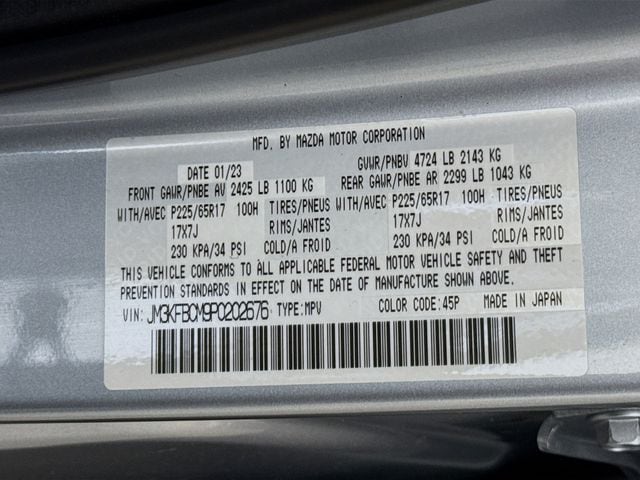 MFD. BY MAZDA MOTOR CORPORATION
DATE 01/23 GVWR/PNBV 4724 LB 2143 KG
FRONT GAWR/PNBE AV 2425 LB 1100 KG REAR GAWR/PNBE AR 2299 LB 1043 KG
WITH/AVEC P225/65R17 100H TIRES/PNEUS WITH/AVEC P225/65R17 100H TIRES/PNEUS
17X7J RIMS/JANTES 17X7J RIMS/JANTES
230 KPA/34 PSI COLD/A FROID 230 KPA/34 PSI COLD/A FROID
THIS VEHICLE CONFORMS TO ALL APPLICABLE FEDERAL MOTOR VEHICLE SAFETY AND THEFT
PREVENTION STANDARDS IN EFFECT ON THE DATE OF MANUFACTURE SHOWN ABOVE.
VIN: JM3KFBCM9P0202676 TYPE: MPV COLOR CODE: 45P MADE IN JAPAN